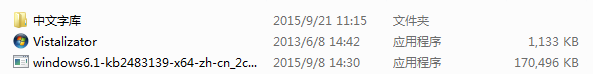 中文字库 2015/9/21 11:15 文件夹
Vistalizator 2013/6/8 14:42 应用程序 1,133 KB
windows6.1-kb2483139-x64-zh-cn_2c... 2015/9/8 14:30 应用程序 170,496 KB